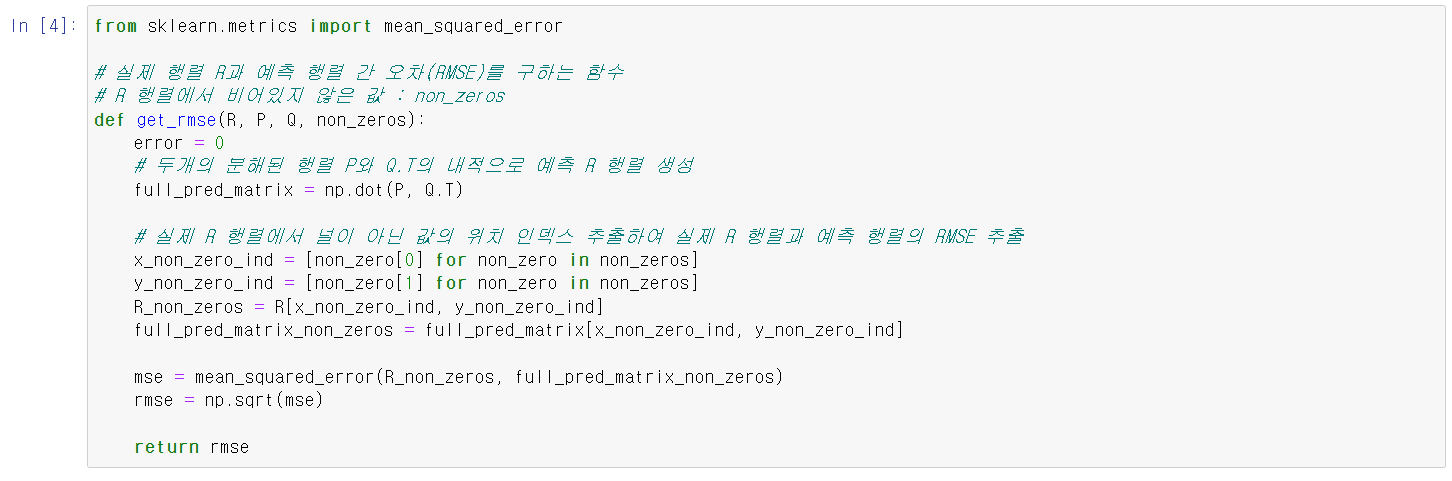 In [4]: from sklearn.metrics import mean_squared_error
# 실제 행렬 R과 예측 행렬 간 오차(RMSE)를 구하는 함수
# R 행렬에서 비어있지 않은 값 : non_zeros
def get_rmse(R, P, Q, non_zeros):
    error = 0
    # 두개의 분해된 행렬 P와 Q.T의 내적으로 예측 R 행렬 생성
    full_pred_matrix = np.dot(P, Q.T)
    # 실제 R 행렬에서 널이 아닌 값의 위치 인덱스 추출하여 실제 R 행렬과 예측 행렬의 RMSE 추출
    x_non_zero_ind = [non_zero[0] for non_zero in non_zeros]
    y_non_zero_ind = [non_zero[1] for non_zero in non_zeros]
    R_non_zeros = R[x_non_zero_ind, y_non_zero_ind]
    full_pred_matrix_non_zeros = full_pred_matrix[x_non_zero_ind, y_non_zero_ind]
    mse = mean_squared_error(R_non_zeros, full_pred_matrix_non_zeros)
    rmse = np.sqrt(mse)
    return rmse